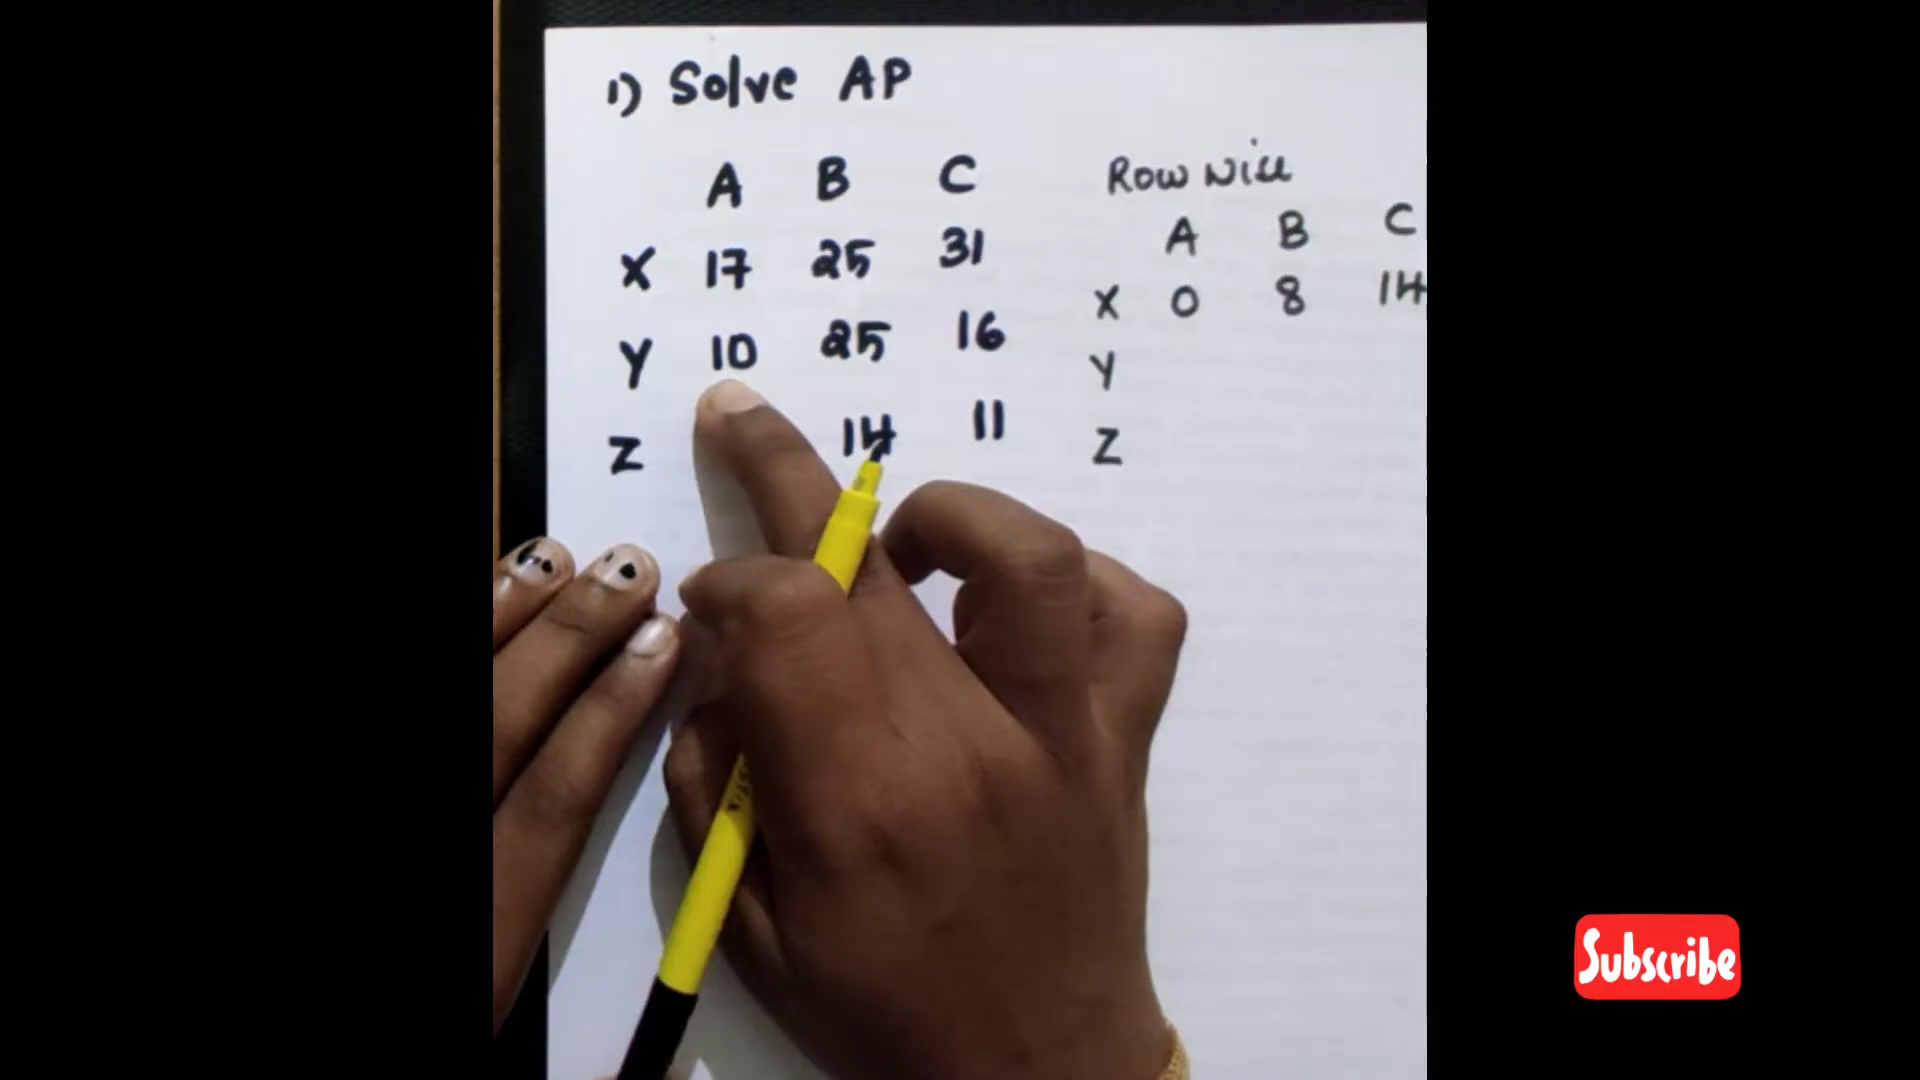 1) Solve AP
A B C
X 17 25 31
Y 10 25 16
Z 14 11
Row wise
A B C
X 0 8 14
Y
Z
Subscribe